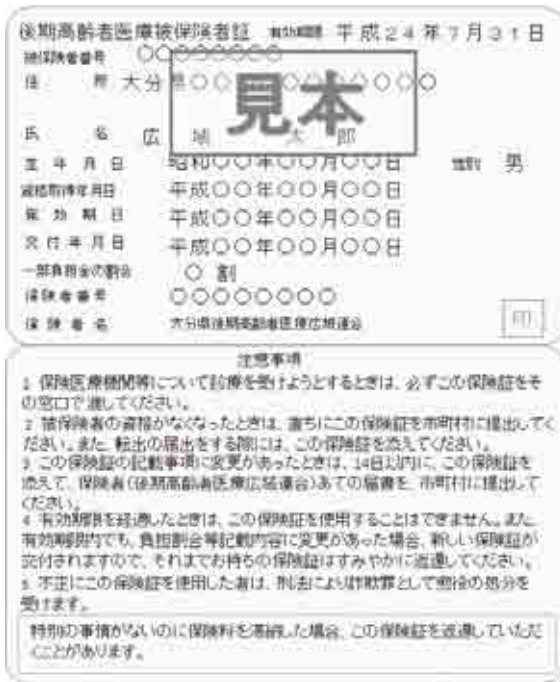 後期高齢者医療被保険者証 有効期限 平成24年7月31日
被保険者番号 ○○○○○○○○
住 所 大分県○○○○○○○○○○○
見本
氏 名 広 域 太 郎
生年月日 昭和○○年○○月○○日 性別 男
資格取得年月日 平成○○年○○月○○日
発効期日 平成○○年○○月○○日
交付年月日 平成○○年○○月○○日
一部負担金の割合 ○割
保険者番号 ○○○○○○○○
保険者名 大分県後期高齢者医療広域連合 印
注意事項
1 保険医療機関等について診療を受けようとするときは、必ずこの保険証をそ
の窓口で渡してください。
2 被保険者の資格がなくなったときは、直ちにこの保険証を市町村に提出してく
ださい。また、転出の届出をする際には、この保険証を添えてください。
3 この保険証の記載事項に変更があったときは、14日以内に、この保険証を
添えて、保険者(後期高齢者医療広域連合)あての届書を、市町村に提出して
ください。
4 有効期限を経過したときは、この保険証を使用することはできません。また、
有効期限内でも、負担割合等記載内容に変更があった場合、新しい保険証が
交付されますので、それまでお持ちの保険証はすみやかに返還してください。
5 不正にこの保険証を使用した者は、刑法により詐欺罪として懲役の処分を
受けます。
特別の事情がないのに保険料を滞納した場合、この保険証を返還していただ
くことがあります。